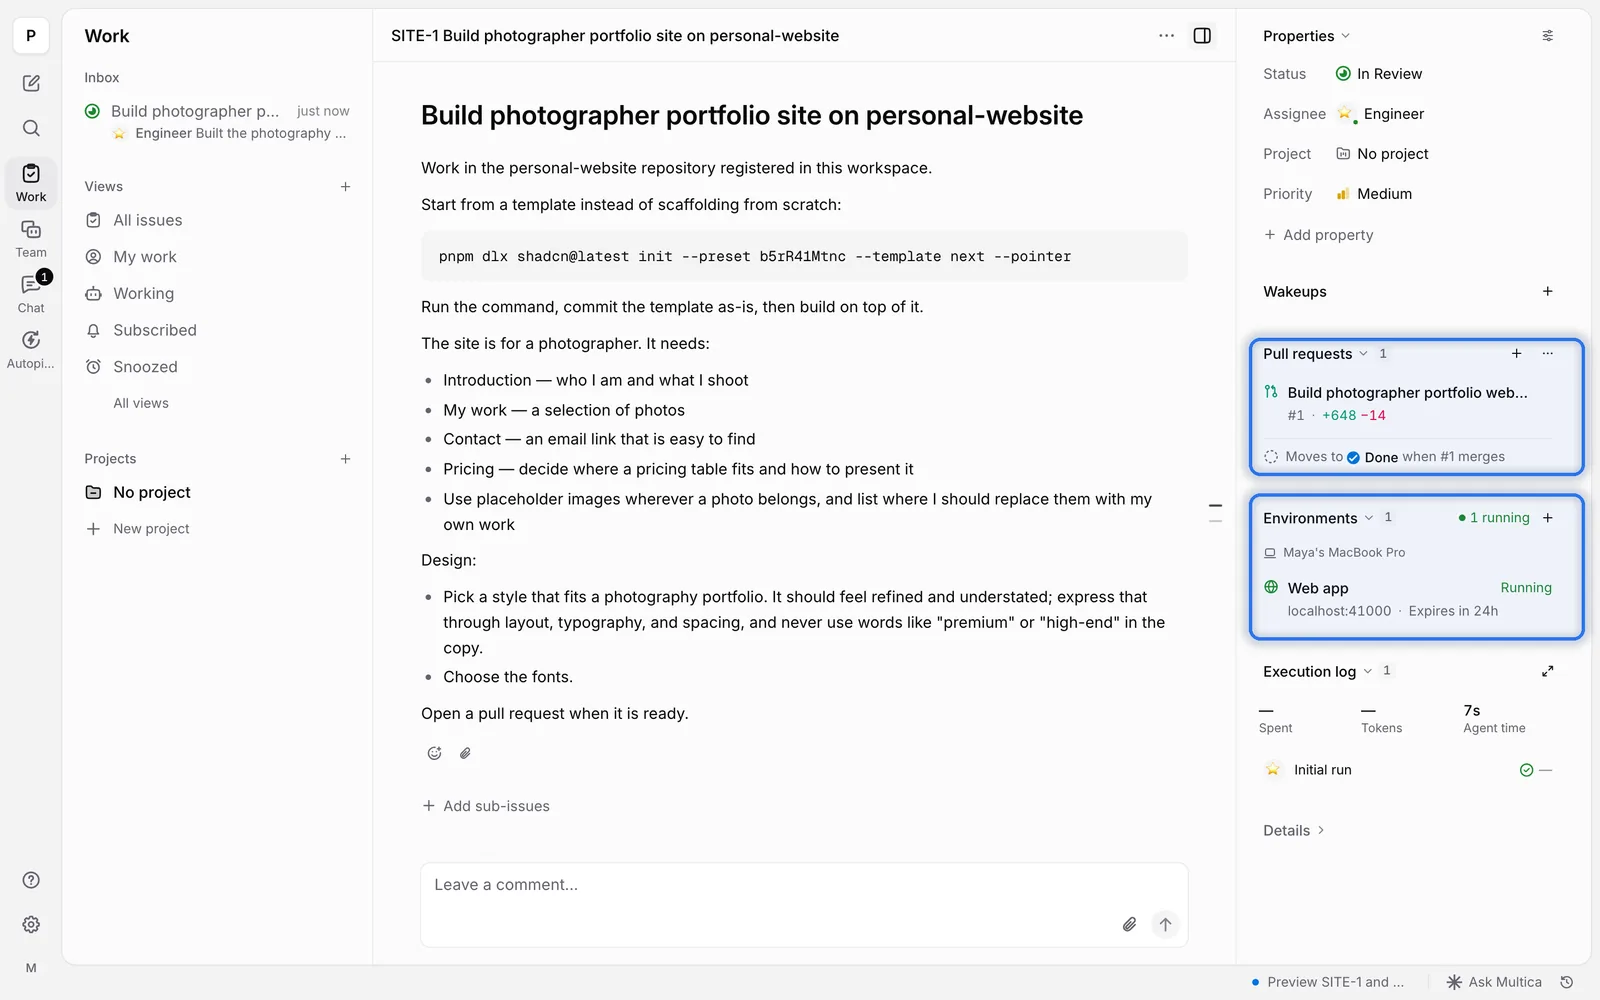 P
Work
Team
1
Chat
Autopi...
M
Work
Inbox
Build photographer p... just now
Engineer Built the photography ...
Views
All issues
My work
Working
Subscribed
Snoozed
All views
Projects
No project
New project
SITE-1 Build photographer portfolio site on personal-website
Build photographer portfolio site on personal-website
Work in the personal-website repository registered in this workspace.
Start from a template instead of scaffolding from scratch:
pnpm dlx shadcn@latest init --preset b5rR41Mtnc --template next --pointer
Run the command, commit the template as-is, then build on top of it.
The site is for a photographer. It needs:
• Introduction — who I am and what I shoot
• My work — a selection of photos
• Contact — an email link that is easy to find
• Pricing — decide where a pricing table fits and how to present it
• Use placeholder images wherever a photo belongs, and list where I should replace them with my
own work
Design:
• Pick a style that fits a photography portfolio. It should feel refined and understated; express that
through layout, typography, and spacing, and never use words like "premium" or "high-end" in the
copy.
• Choose the fonts.
Open a pull request when it is ready.
Add sub-issues
Leave a comment...
Properties
Status In Review
Assignee Engineer
Project No project
Priority Medium
+ Add property
Wakeups
Pull requests 1
Build photographer portfolio web...
#1 · +648 −14
Moves to Done when #1 merges
Environments 1 1 running
Maya's MacBook Pro
Web app Running
localhost:41000 · Expires in 24h
Execution log 1
— — 7s
Spent Tokens Agent time
Initial run —
Details
Preview SITE-1 and ... Ask Multica